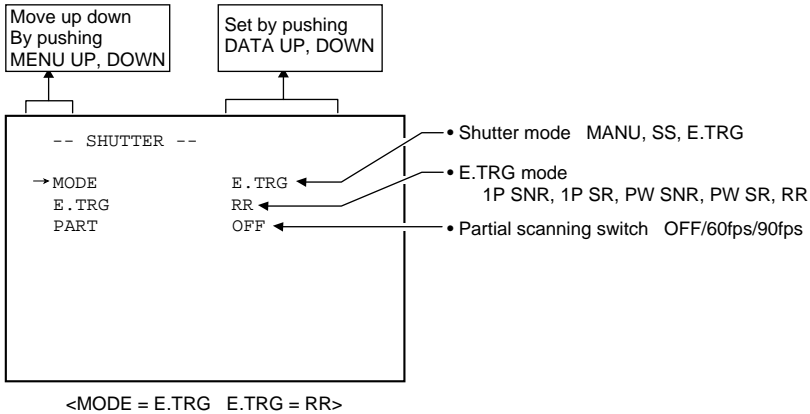 Move up down
By pushing
MENU UP, DOWN
Set by pushing
DATA UP, DOWN
-- SHUTTER --
→MODE E.TRG
E.TRG RR
PART OFF
• Shutter mode MANU, SS, E.TRG
• E.TRG mode
1P SNR, 1P SR, PW SNR, PW SR, RR
• Partial scanning switch OFF/60fps/90fps
<MODE = E.TRG E.TRG = RR>